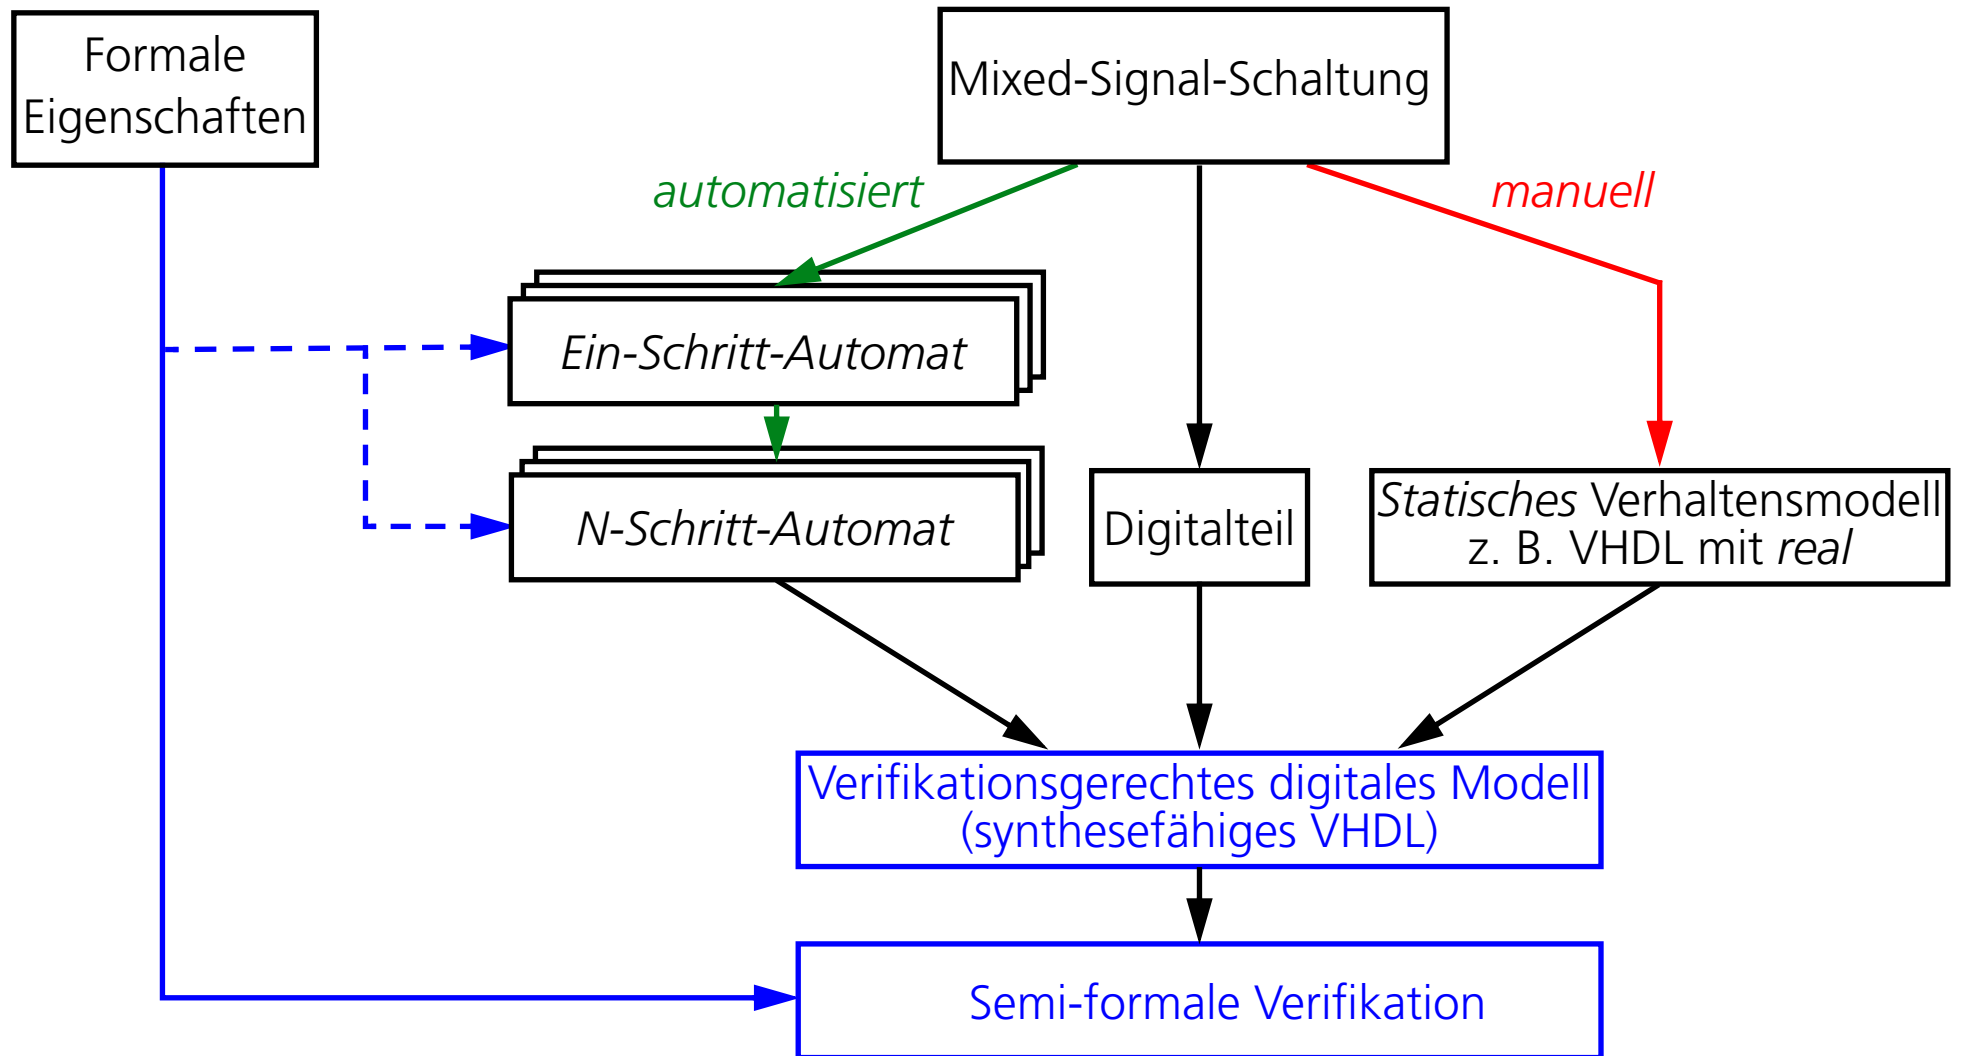 Formale
Eigenschaften
Mixed-Signal-Schaltung
automatisiert
manuell
Ein-Schritt-Automat
N-Schritt-Automat
Digitalteil
Statisches Verhaltensmodell
z. B. VHDL mit real
Verifikationsgerechtes digitales Modell
(synthesefähiges VHDL)
Semi-formale Verifikation